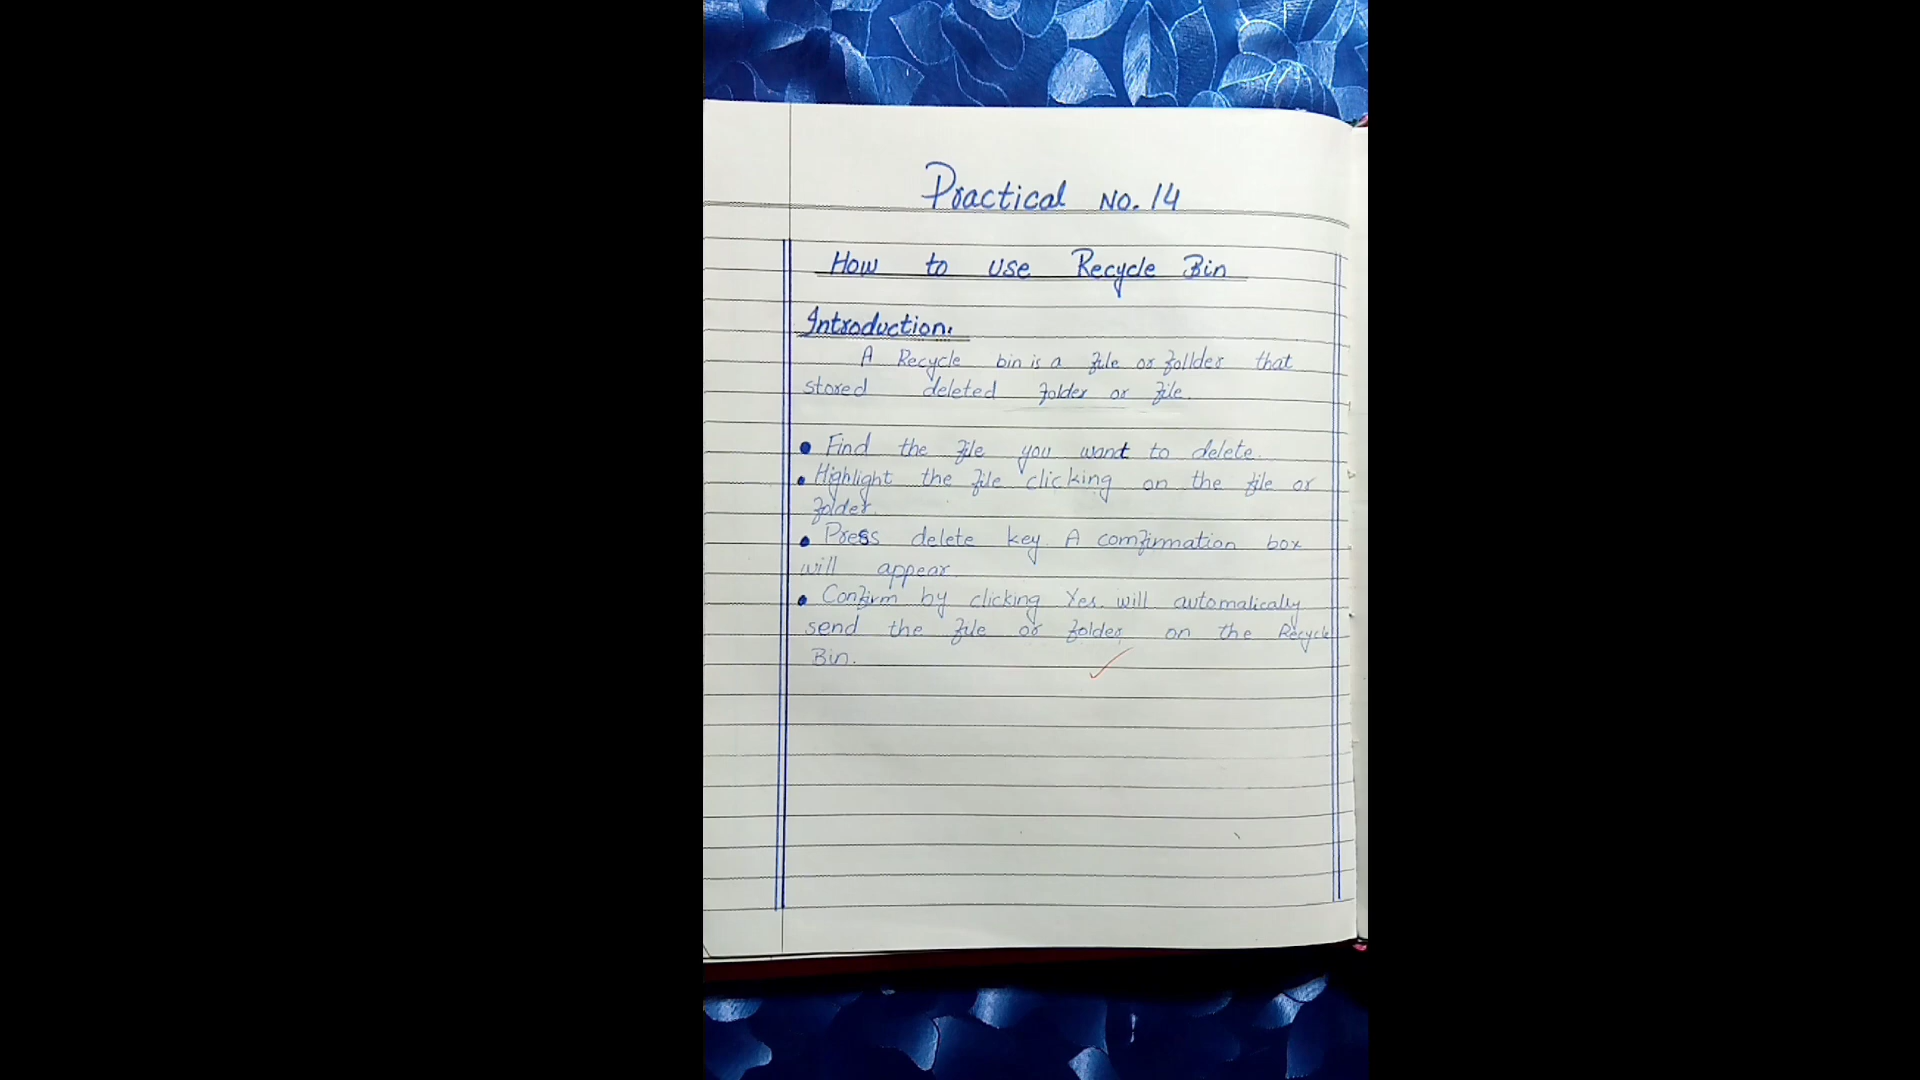 Practical No. 14
How to use Recycle Bin
Introduction.
A Recycle bin is a file or follder that
stored deleted folder or file.
• Find the file you want to delete.
• Highlight the file clicking on the file or
folder.
• Press delete key. A comfirmation box
will appear.
• Confirm by clicking Yes. will automatically
send the file or folder on the Recycle
Bin.